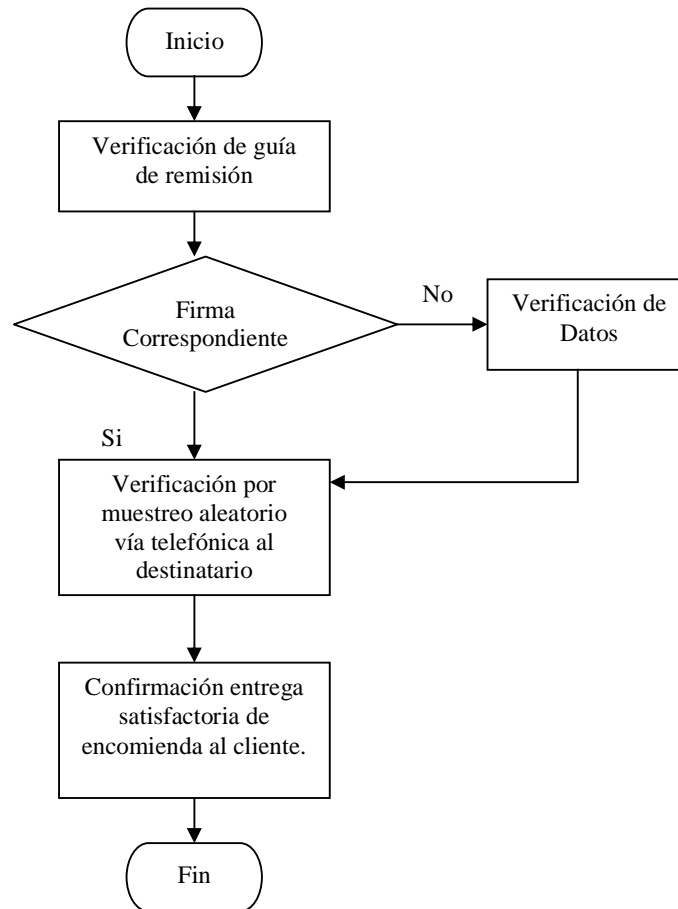 Inicio
Verificación de guía
de remisión
Firma
Correspondiente
No
Verificación de
Datos
Si
Verificación por
muestreo aleatorio
vía telefónica al
destinatario
Confirmación entrega
satisfactoria de
encomienda al cliente.
Fin